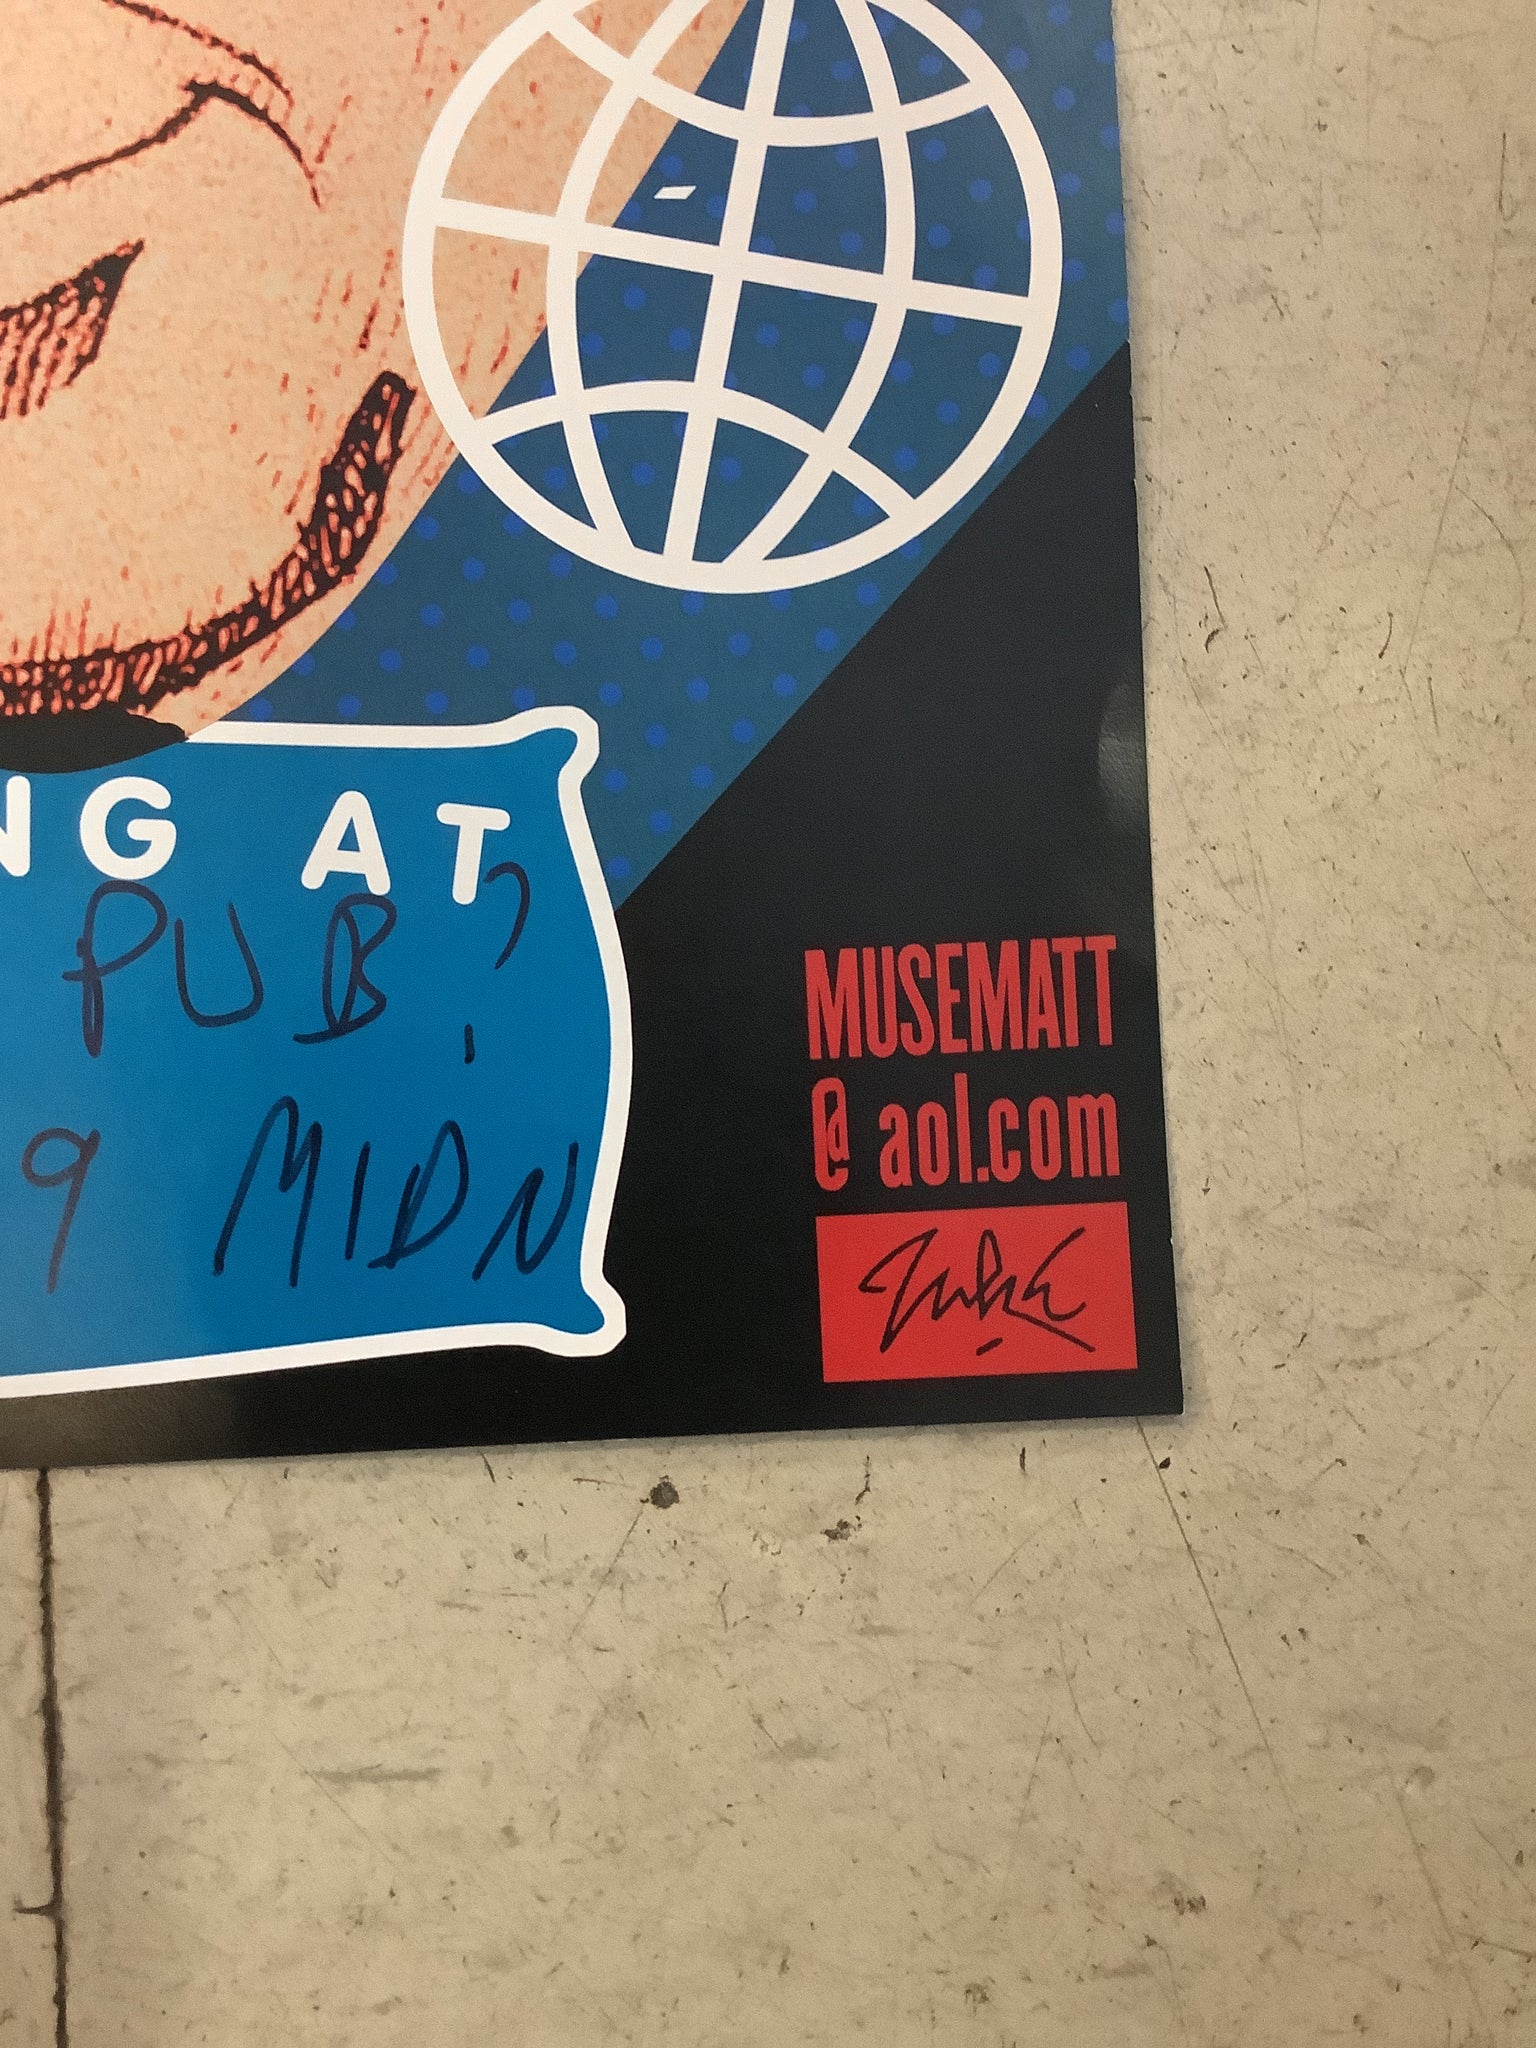 NG AT
PUB?
9 MIDN
MUSEMATT
@ aol.com